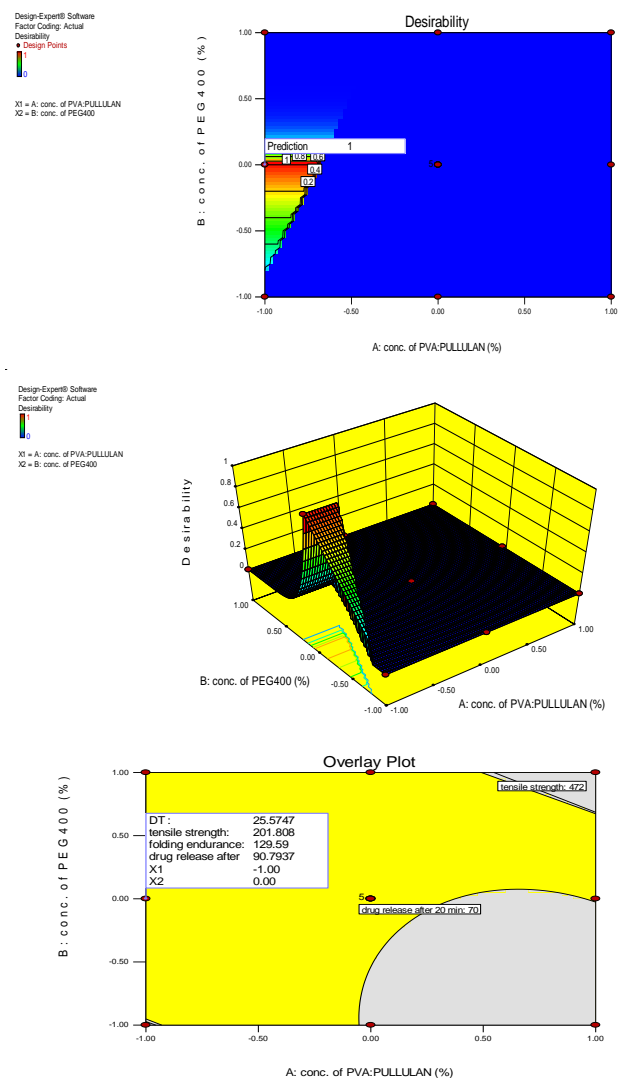 Design-Expert® Software
Factor Coding: Actual
Desirability
Design Points
1
0
X1 = A: conc. of PVA:PULLULAN
X2 = B: conc. of PEG400
Desirability
B: conc. of PEG400 (%)
1.00
0.50
0.00
-0.50
-1.00
Prediction 1
1
0.8
0.6
0.4
0.2
5
-1.00 -0.50 0.00 0.50 1.00
A: conc. of PVA:PULLULAN (%)
Design-Expert® Software
Factor Coding: Actual
Desirability
1
0
X1 = A: conc. of PVA:PULLULAN
X2 = B: conc. of PEG400
Desirability
1
0.8
0.6
0.4
0.2
0
1.00
0.50
0.00
-0.50
-1.00
B: conc. of PEG400 (%)
-1.00
-0.50
0.00
0.50
1.00
A: conc. of PVA:PULLULAN (%)
Overlay Plot
B: conc. of PEG400 (%)
1.00
0.50
0.00
-0.50
-1.00
tensile strength: 472
DT : 25.5747
tensile strength: 201.808
folding endurance: 129.59
drug release after 90.7937
X1 -1.00
X2 0.00
5
drug release after 20 min: 70
-1.00 -0.50 0.00 0.50 1.00
A: conc. of PVA:PULLULAN (%)